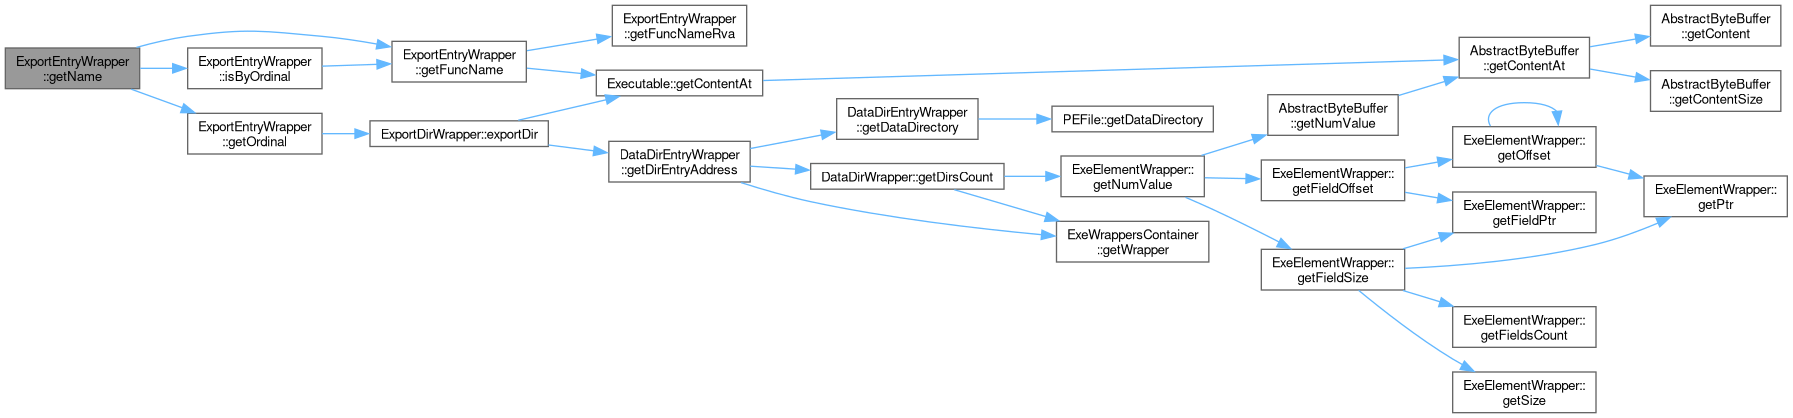 ExportEntryWrapper
::getName
ExportEntryWrapper
::isByOrdinal
ExportEntryWrapper
::getOrdinal
ExportEntryWrapper
::getFuncName
ExportDirWrapper::exportDir
ExportEntryWrapper
::getFuncNameRva
Executable::getContentAt
DataDirEntryWrapper
::getDirEntryAddress
DataDirEntryWrapper
::getDataDirectory
DataDirWrapper::getDirsCount
PEFile::getDataDirectory
ExeElementWrapper::
getNumValue
ExeWrappersContainer
::getWrapper
AbstractByteBuffer
::getNumValue
ExeElementWrapper::
getFieldOffset
ExeElementWrapper::
getFieldSize
AbstractByteBuffer
::getContentAt
ExeElementWrapper::
getOffset
ExeElementWrapper::
getFieldPtr
ExeElementWrapper::
getFieldsCount
ExeElementWrapper::
getSize
AbstractByteBuffer
::getContent
AbstractByteBuffer
::getContentSize
ExeElementWrapper::
getPtr